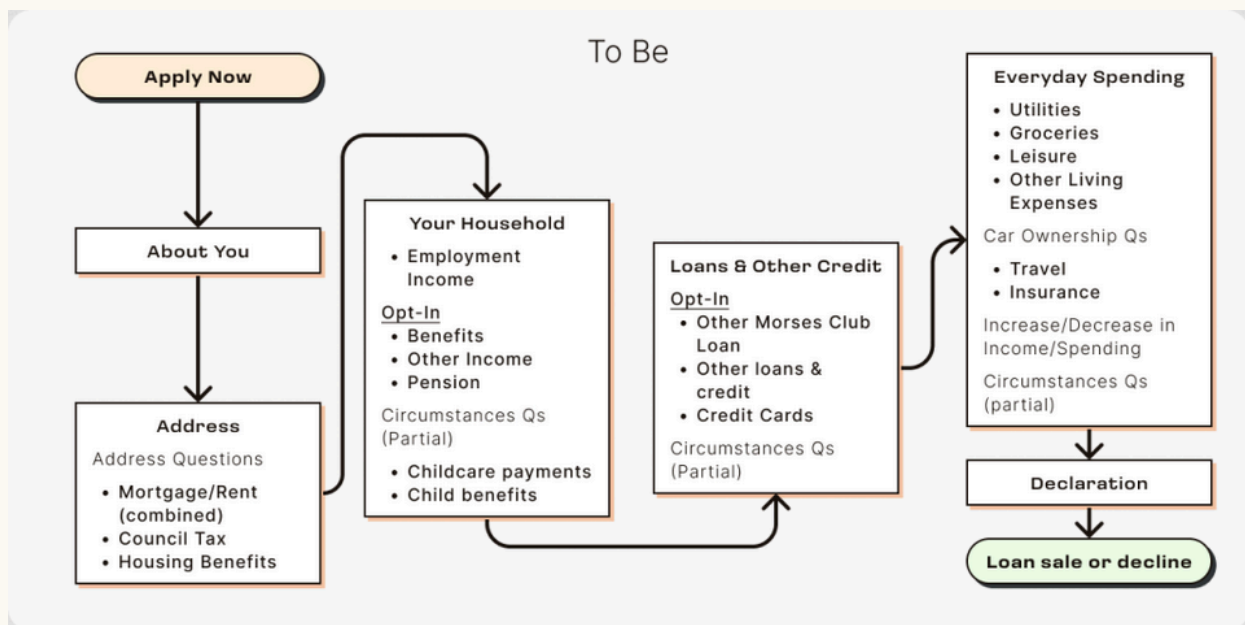 To Be
Apply Now
About You
Address
Address Questions
• Mortgage/Rent
(combined)
• Council Tax
• Housing Benefits
Your Household
• Employment
Income
Opt-In
• Benefits
• Other Income
• Pension
Circumstances Qs
(Partial)
• Childcare payments
• Child benefits
Loans & Other Credit
Opt-In
• Other Morses Club
Loan
• Other loans &
credit
• Credit Cards
Circumstances Qs
(Partial)
Everyday Spending
• Utilities
• Groceries
• Leisure
• Other Living
Expenses
Car Ownership Qs
• Travel
• Insurance
Increase/Decrease in
Income/Spending
Circumstances Qs
(partial)
Declaration
Loan sale or decline